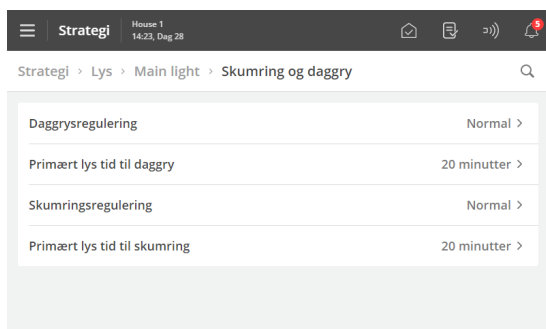 Strategi
House 1
14:23, Dag 28
5
Strategi > Lys > Main light > Skumring og daggry
Daggrysregulering Normal >
Primært lys tid til daggry 20 minutter >
Skumringsregulering Normal >
Primært lys tid til skumring 20 minutter >